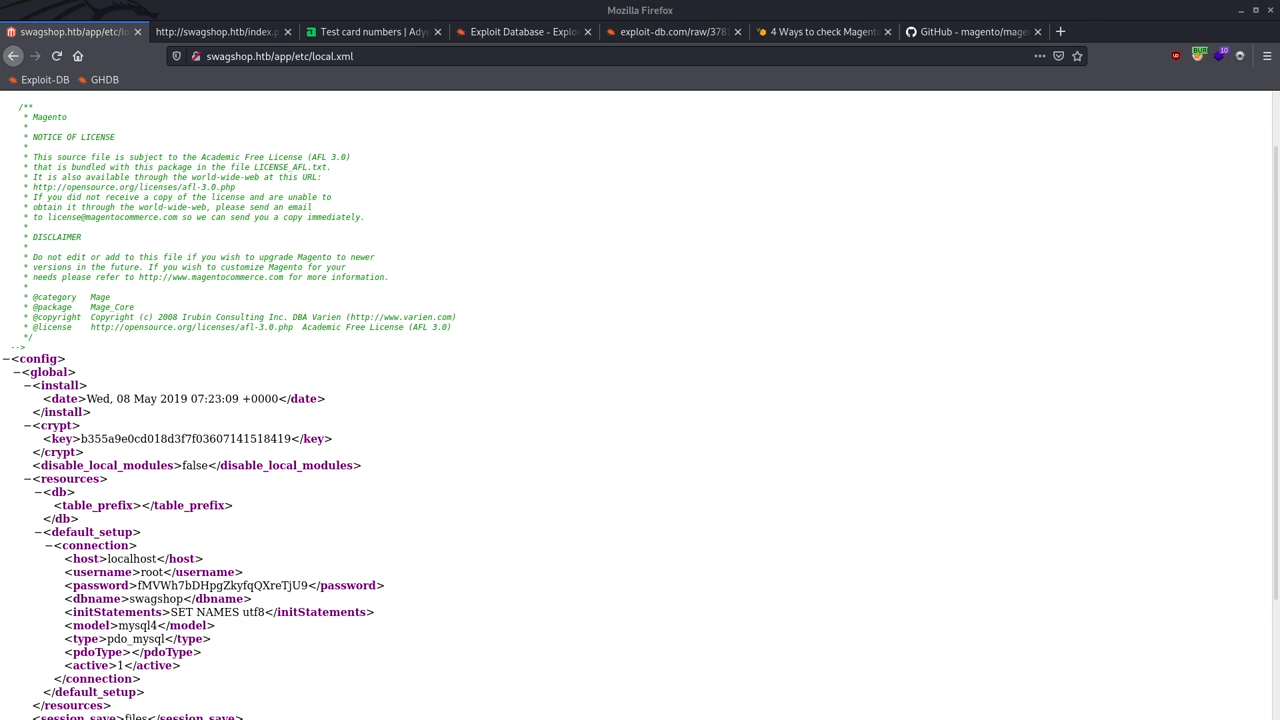 Mozilla Firefox
swagshop.htb/app/etc/lo
http://swagshop.htb/index.p
Test card numbers | Adye
Exploit Database - Explo
exploit-db.com/raw/3781
4 Ways to check Magento
GitHub - magento/mage
swagshop.htb/app/etc/local.xml
BUR
10
Exploit-DB
GHDB
/**
* Magento
*
* NOTICE OF LICENSE
*
* This source file is subject to the Academic Free License (AFL 3.0)
* that is bundled with this package in the file LICENSE_AFL.txt.
* It is also available through the world-wide-web at this URL:
* http://opensource.org/licenses/afl-3.0.php
* If you did not receive a copy of the license and are unable to
* obtain it through the world-wide-web, please send an email
* to license@magentocommerce.com so we can send you a copy immediately.
*
* DISCLAIMER
*
* Do not edit or add to this file if you wish to upgrade Magento to newer
* versions in the future. If you wish to customize Magento for your
* needs please refer to http://www.magentocommerce.com for more information.
*
* @category   Mage
* @package    Mage_Core
* @copyright  Copyright (c) 2008 Irubin Consulting Inc. DBA Varien (http://www.varien.com)
* @license    http://opensource.org/licenses/afl-3.0.php  Academic Free License (AFL 3.0)
*/
-->
−<config>
−<global>
−<install>
<date>Wed, 08 May 2019 07:23:09 +0000</date>
</install>
−<crypt>
<key>b355a9e0cd018d3f7f03607141518419</key>
</crypt>
<disable_local_modules>false</disable_local_modules>
−<resources>
−<db>
<table_prefix></table_prefix>
</db>
−<default_setup>
−<connection>
<host>localhost</host>
<username>root</username>
<password>fMVWh7bDHpgZkyfqQXreTjU9</password>
<dbname>swagshop</dbname>
<initStatements>SET NAMES utf8</initStatements>
<model>mysql4</model>
<type>pdo_mysql</type>
<pdoType></pdoType>
<active>1</active>
</connection>
</default_setup>
</resources>
<session_save>files</session_save>